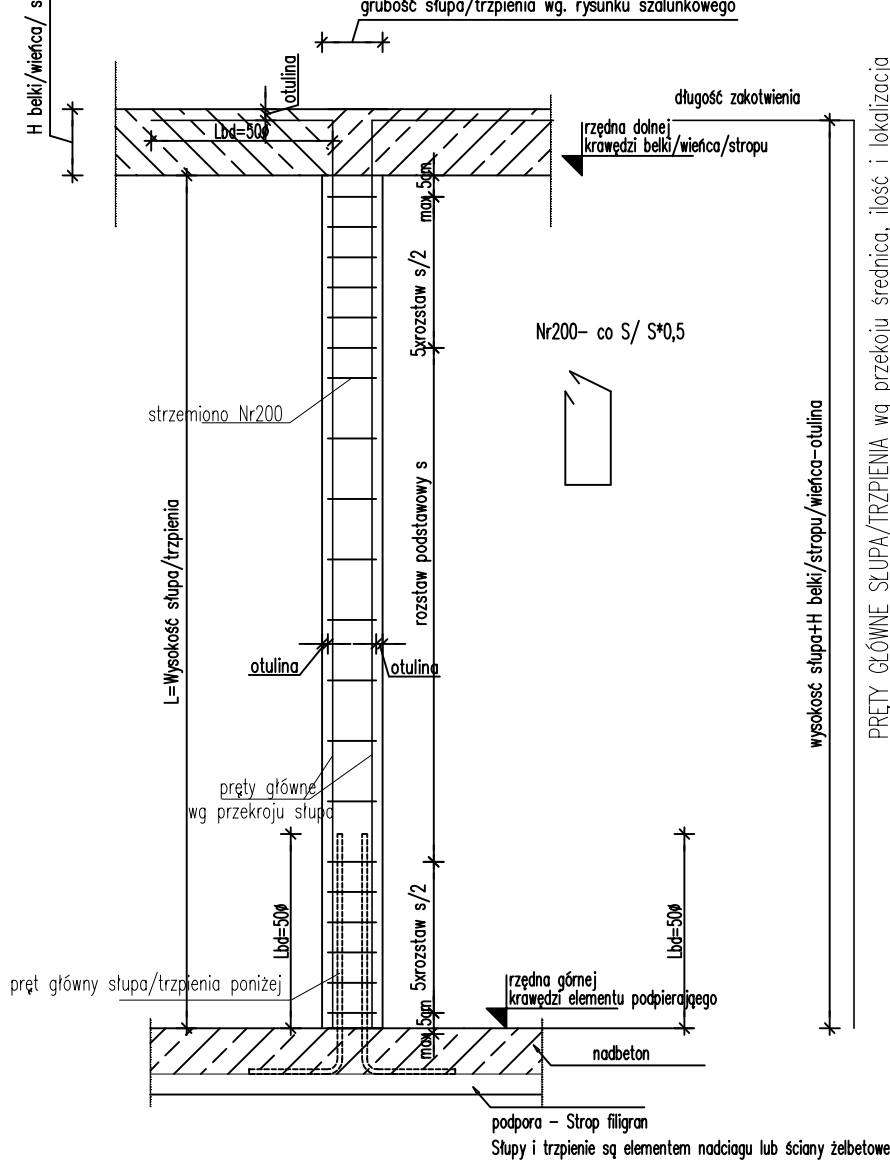 grubość słupa/trzpienia wg. rysunku szalunkowego
H belki/wieńca/ s
otulina
długość zakotwienia
Lbd=50ø
rzędna dolnej
krawędzi belki/wieńca/stropu
max 5cm
5xrozstaw s/2
Nr200- co S/ S*0,5
strzemiono Nr200
L=Wysokość słupa/trzpienia
rozstaw podstawowy s
wysokosć słupa+H belki/stropu/wieńca-otulina
PRĘTY GŁÓWNE SŁUPA/TRZPIENIA wg przekoju średnica, ilość i lokalizacja
otulina
otulina
pręty główne
wg przekroju słupa
Lbd=50ø
5xrozstaw s/2
Lbd=50ø
pręt główny słupa/trzpienia poniżej
rzędna górnej
krawędzi elementu podpierającego
max 5cm
nadbeton
podpora - Strop filigran
Słupy i trzpienie są elementem nadciagu lub ściany żelbetowe